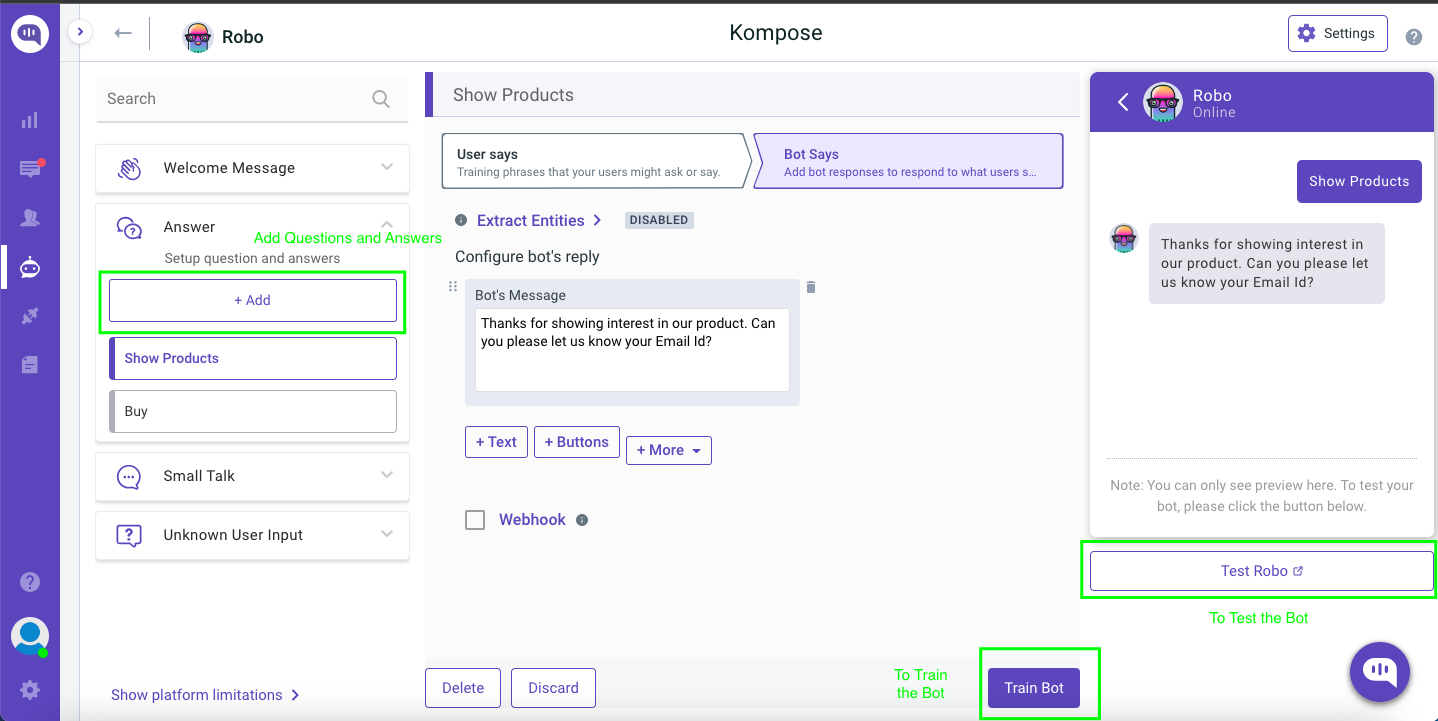 Robo
Kompose
Settings
Search
Welcome Message
Answer
Add Questions and Answers
Setup question and answers
+ Add
Show Products
Buy
Small Talk
Unknown User Input
Show platform limitations
Show Products
User says
Training phrases that your users might ask or say.
Bot Says
Add bot responses to respond to what users s...
Extract Entities
DISABLED
Configure bot's reply
Bot's Message
Thanks for showing interest in our product. Can
you please let us know your Email Id?
+ Text
+ Buttons
+ More
Webhook
Delete
Discard
To Train
the Bot
Train Bot
Robo
Online
Show Products
Thanks for showing interest in
our product. Can you please let
us know your Email Id?
Note: You can only see preview here. To test your
bot, please click the button below.
Test Robo
To Test the Bot